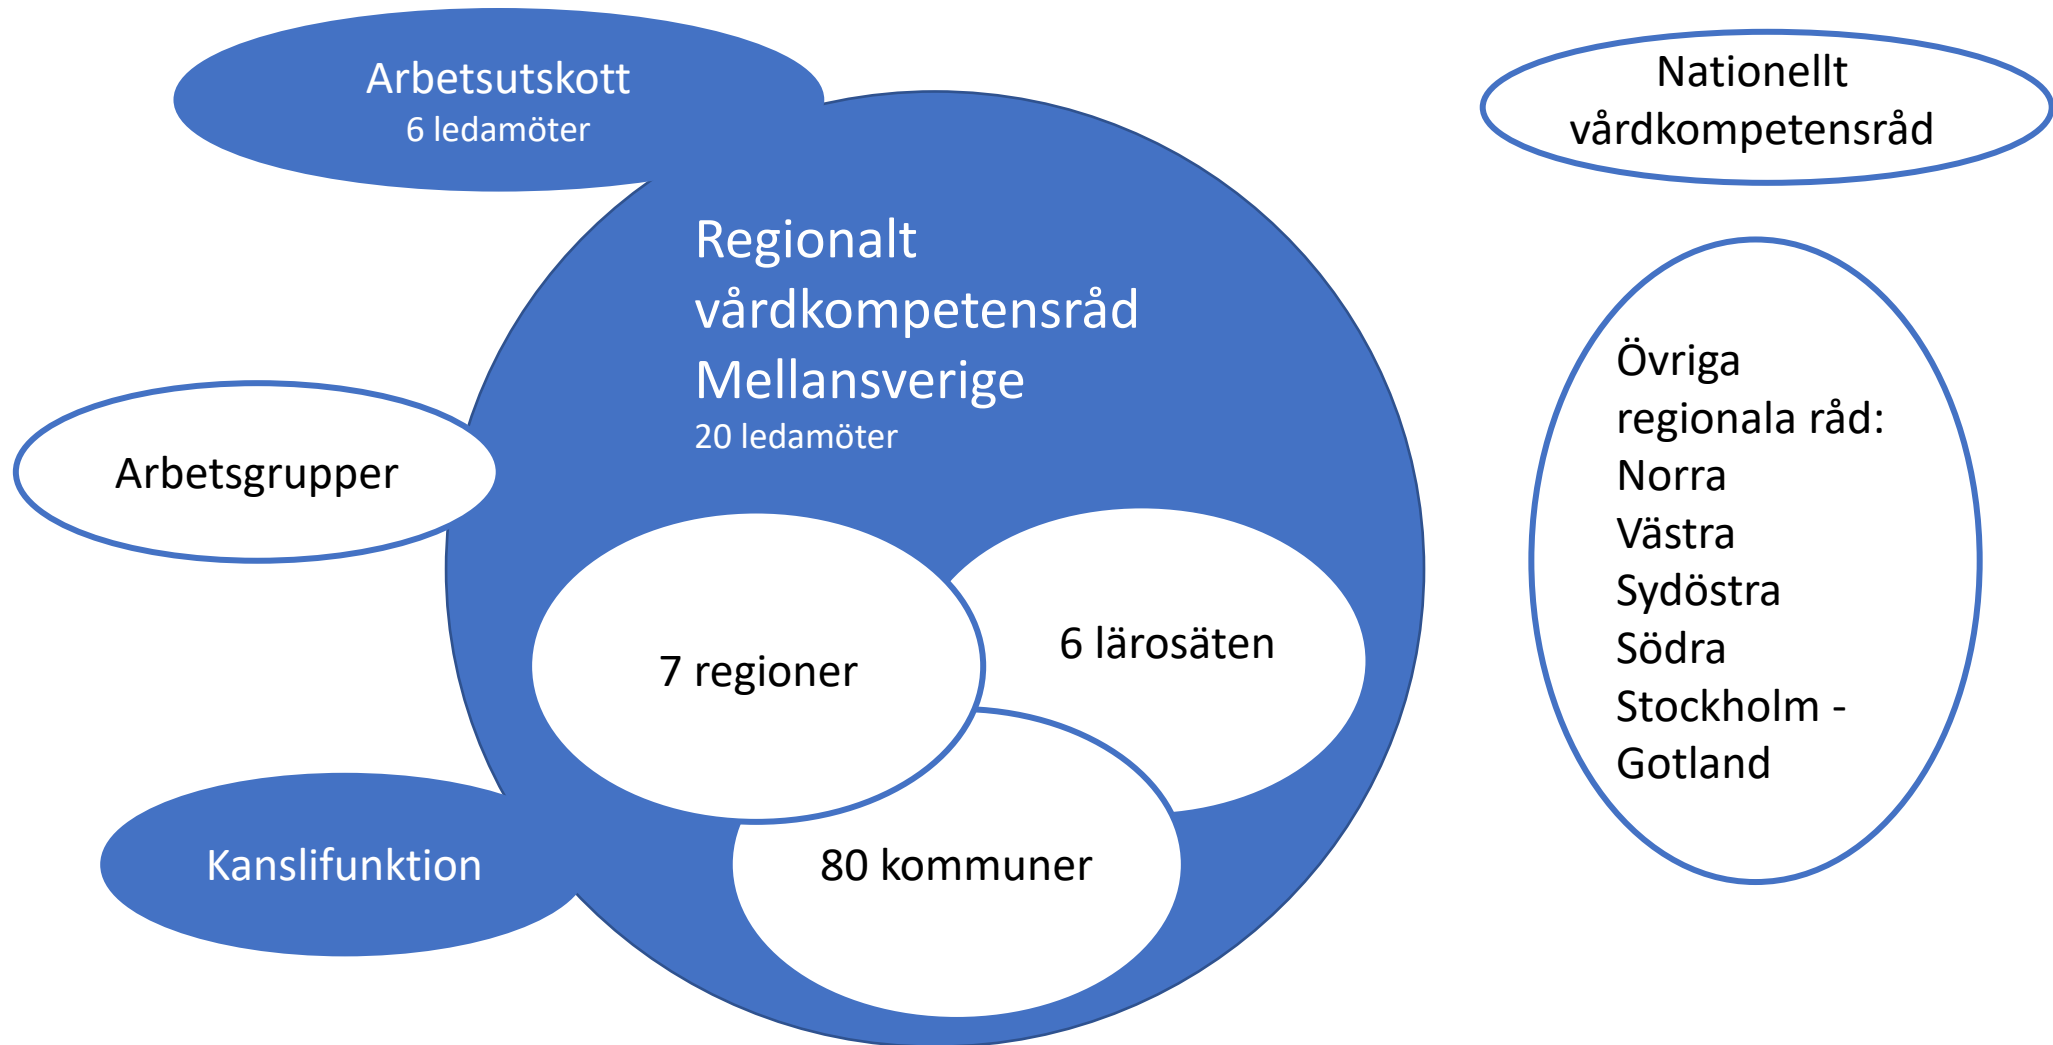 Arbetsutskott
6 ledamöter
Nationellt
vårdkompetensråd
Regionalt
vårdkompetensråd
Mellansverige
20 ledamöter
Arbetsgrupper
Övriga
regionala råd:
Norra
Västra
Sydöstra
Södra
Stockholm -
Gotland
7 regioner
6 lärosäten
80 kommuner
Kanslifunktion